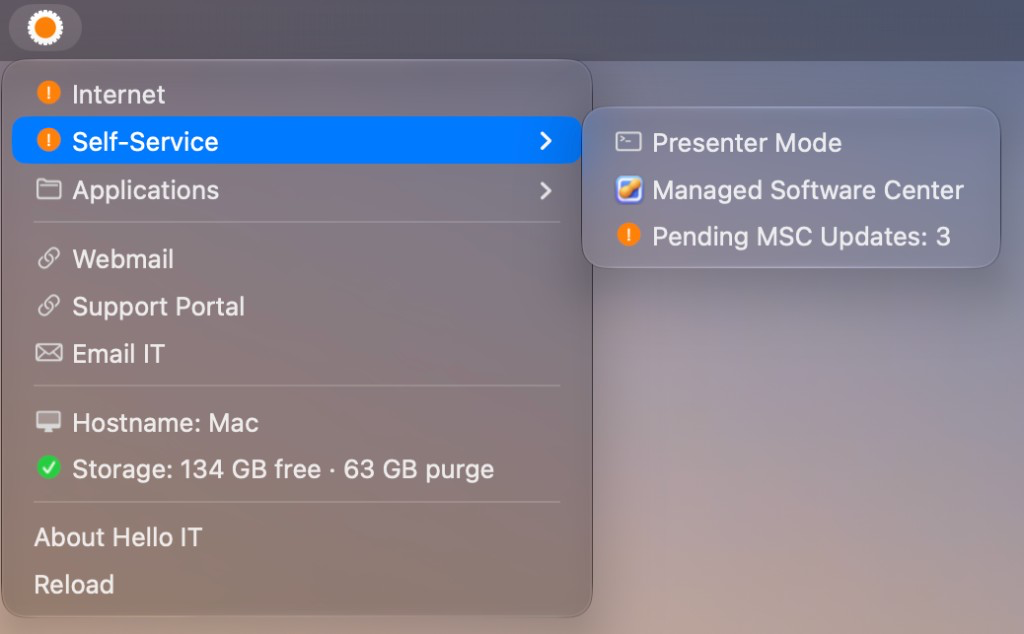 Internet
Self-Service
Applications
Webmail
Support Portal
Email IT
Hostname: Mac
Storage: 134 GB free · 63 GB purge
About Hello IT
Reload
Presenter Mode
Managed Software Center
Pending MSC Updates: 3